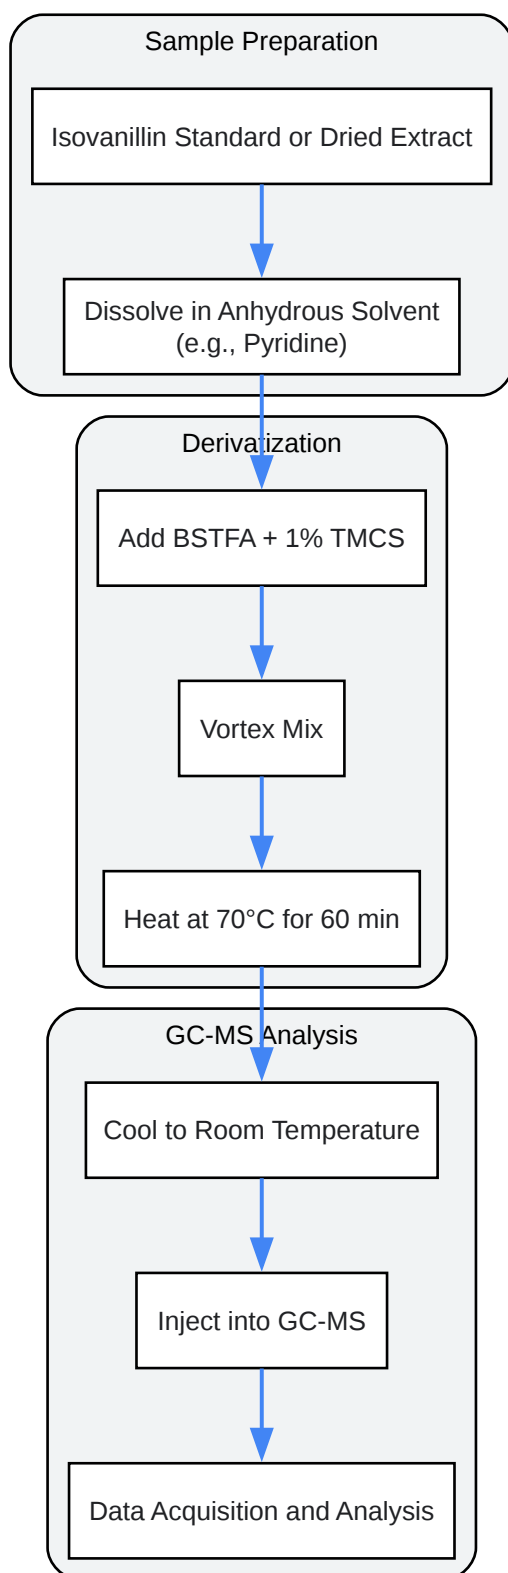 Sample Preparation
Isovanillin Standard or Dried Extract
Dissolve in Anhydrous Solvent
(e.g., Pyridine)
Derivatization
Add BSTFA + 1% TMCS
Vortex Mix
Heat at 70°C for 60 min
GC-MS Analysis
Cool to Room Temperature
Inject into GC-MS
Data Acquisition and Analysis